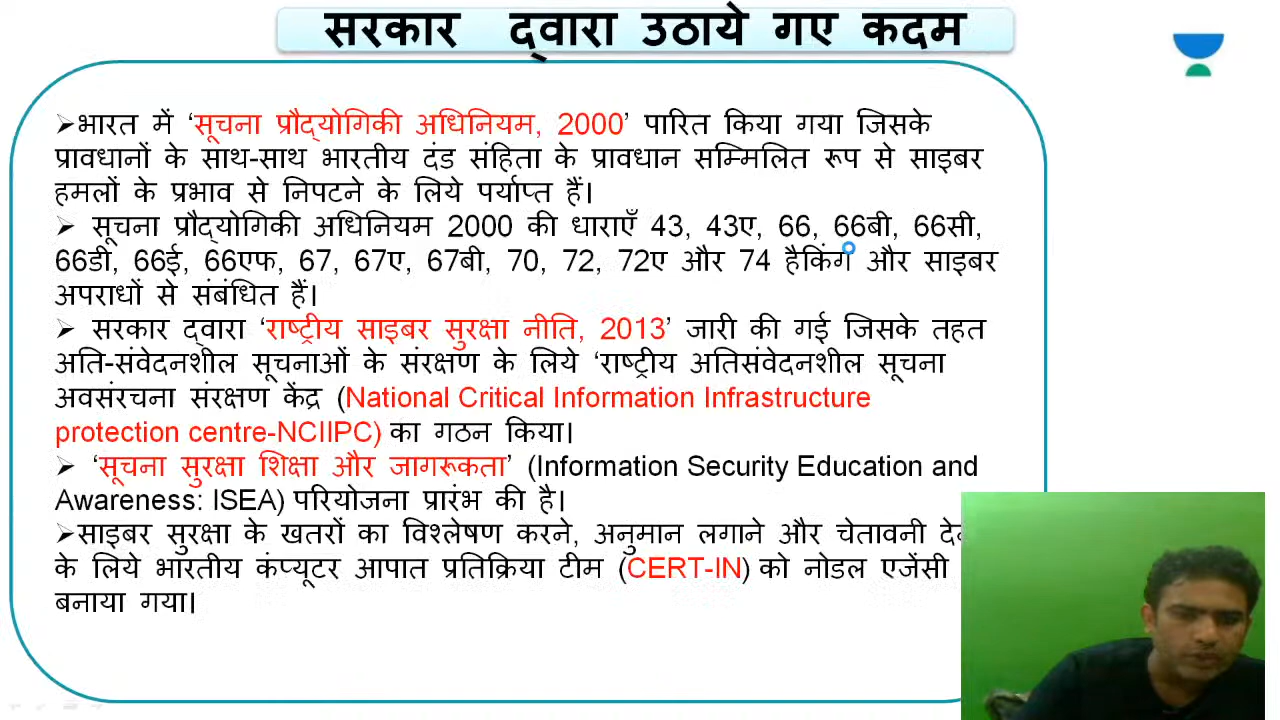 सरकार द्वारा उठाये गए कदम
➢भारत में ‘सूचना प्रौद्योगिकी अधिनियम, 2000’ पारित किया गया जिसके
प्रावधानों के साथ-साथ भारतीय दंड संहिता के प्रावधान सम्मिलित रूप से साइबर
हमलों के प्रभाव से निपटने के लिये पर्याप्त हैं।
➢ सूचना प्रौद्योगिकी अधिनियम 2000 की धाराएँ 43, 43ए, 66, 66बी, 66सी,
66डी, 66ई, 66एफ, 67, 67ए, 67बी, 70, 72, 72ए और 74 हैकिंग और साइबर
अपराधों से संबंधित हैं।
➢ सरकार द्वारा ‘राष्ट्रीय साइबर सुरक्षा नीति, 2013’ जारी की गई जिसके तहत
अति-संवेदनशील सूचनाओं के संरक्षण के लिये ‘राष्ट्रीय अतिसंवेदनशील सूचना
अवसंरचना संरक्षण केंद्र (National Critical Information Infrastructure
protection centre-NCIIPC) का गठन किया।
➢ ‘सूचना सुरक्षा शिक्षा और जागरूकता’ (Information Security Education and
Awareness: ISEA) परियोजना प्रारंभ की है।
➢साइबर सुरक्षा के खतरों का विश्लेषण करने, अनुमान लगाने और चेतावनी देने
के लिये भारतीय कंप्यूटर आपात प्रतिक्रिया टीम (CERT-IN) को नोडल एजेंसी
बनाया गया।